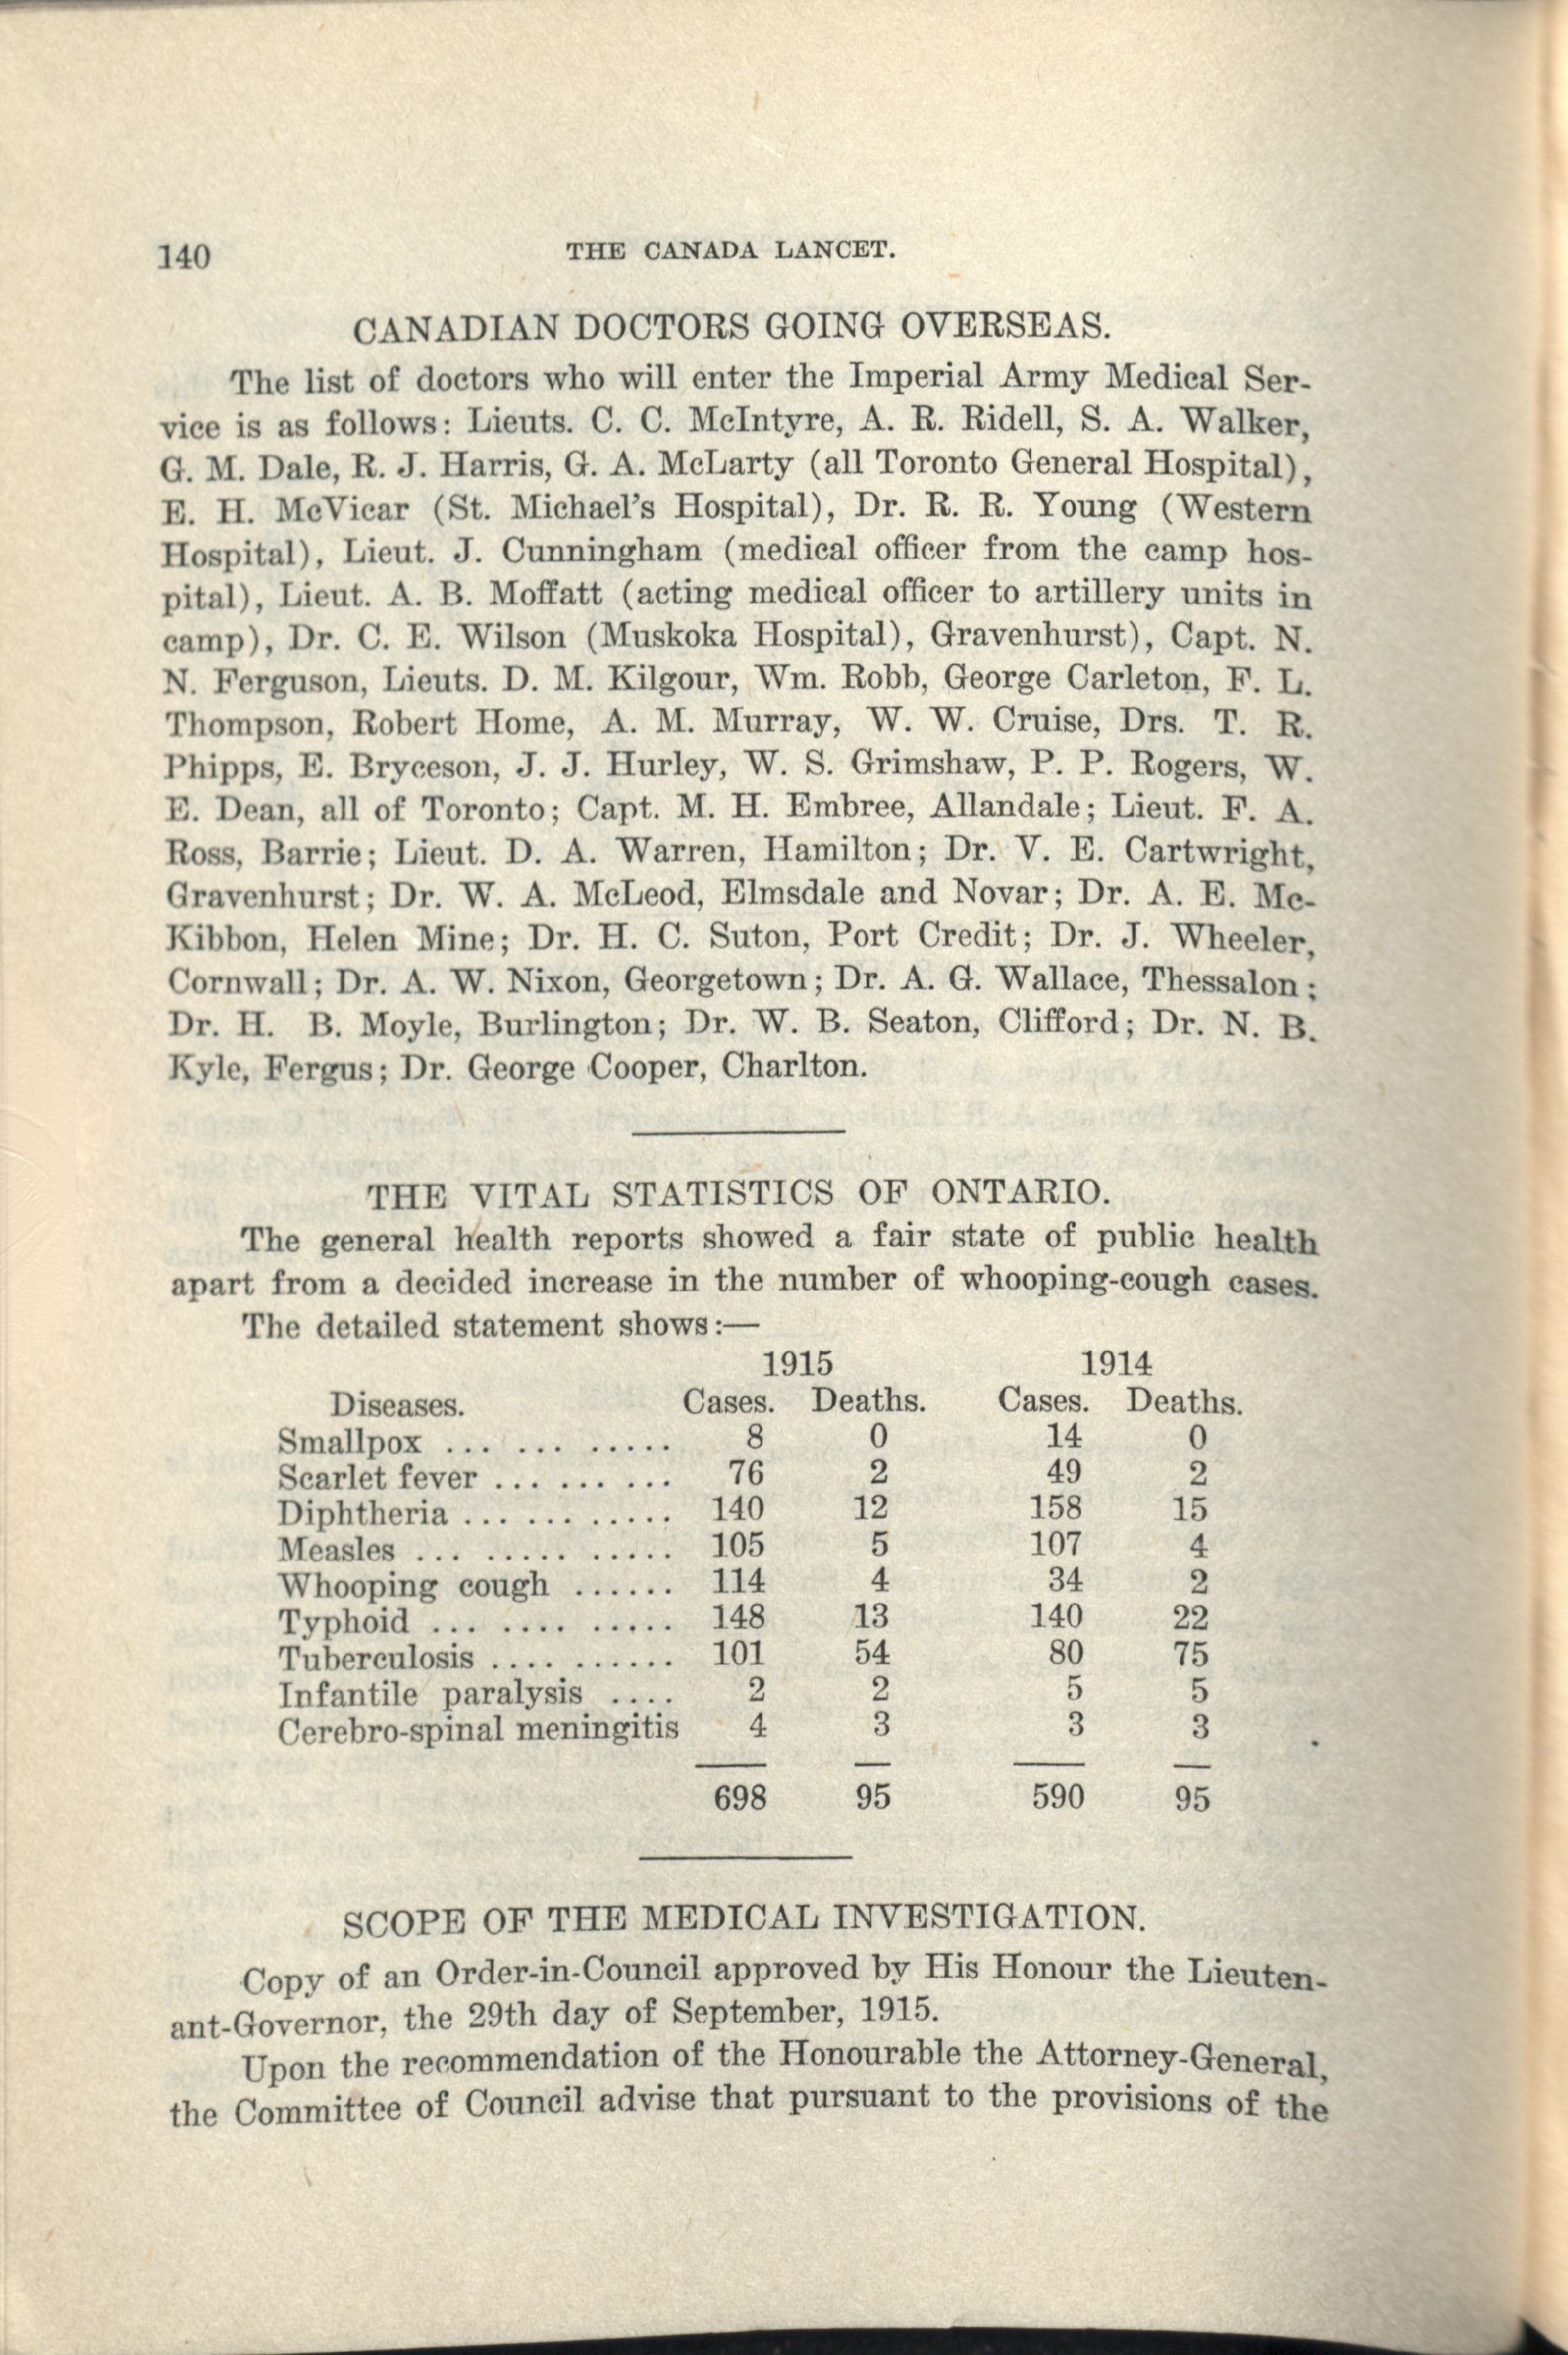 140 THE CANADA LANCET.
CANADIAN DOCTORS GOING OVERSEAS.
The list of doctors who will enter the Imperial Army Medical Ser-
vice is as follows: Lieuts. C. C. McIntyre, A. R. Ridell, S. A. Walker,
G. M. Dale, R. J. Harris, G. A. McLarty (all Toronto General Hospital),
E. H. McVicar (St. Michael's Hospital), Dr. R. R. Young (Western
Hospital), Lieut. J. Cunningham (medical officer from the camp hos-
pital), Lieut. A. B. Moffatt (acting medical officer to artillery units in
camp), Dr. C. E. Wilson (Muskoka Hospital), Gravenhurst), Capt. N.
N. Ferguson, Lieuts. D. M. Kilgour, Wm. Robb, George Carleton, F. L.
Thompson, Robert Home, A. M. Murray, W. W. Cruise, Drs. T. R.
Phipps, E. Bryceson, J. J. Hurley, W. S. Grimshaw, P. P. Rogers, W.
E. Dean, all of Toronto; Capt. M. H. Embree, Allandale; Lieut. F. A.
Ross, Barrie; Lieut. D. A. Warren, Hamilton; Dr. V. E. Cartwright,
Gravenhurst; Dr. W. A. McLeod, Elmsdale and Novar; Dr. A. E. Mc-
Kibbon, Helen Mine; Dr. H. C. Suton, Port Credit; Dr. J. Wheeler,
Cornwall; Dr. A. W. Nixon, Georgetown; Dr. A. G. Wallace, Thessalon;
Dr. H. B. Moyle, Burlington; Dr. W. B. Seaton, Clifford; Dr. N. B.
Kyle, Fergus; Dr. George Cooper, Charlton.
THE VITAL STATISTICS OF ONTARIO.
The general health reports showed a fair state of public health
apart from a decided increase in the number of whooping-cough cases.
The detailed statement shows:—
1915 1914
Diseases. Cases. Deaths. Cases. Deaths.
Smallpox ... ... ..... 8 0 14 0
Scarlet fever ... ... ... 76 2 49 2
Diphtheria ... ... ..... 140 12 158 15
Measles ... ..... ..... 105 5 107 4
Whooping cough ...... 114 4 34 2
Typhoid ... .... ..... 148 13 140 22
Tuberculosis .... ...... 101 54 80 75
Infantile paralysis .... 2 2 5 5
Cerebro-spinal meningitis 4 3 3 3
698 95 590 95
SCOPE OF THE MEDICAL INVESTIGATION.
Copy of an Order-in-Council approved by His Honour the Lieuten-
ant-Governor, the 29th day of September, 1915.
Upon the recommendation of the Honourable the Attorney-General,
the Committee of Council advise that pursuant to the provisions of the